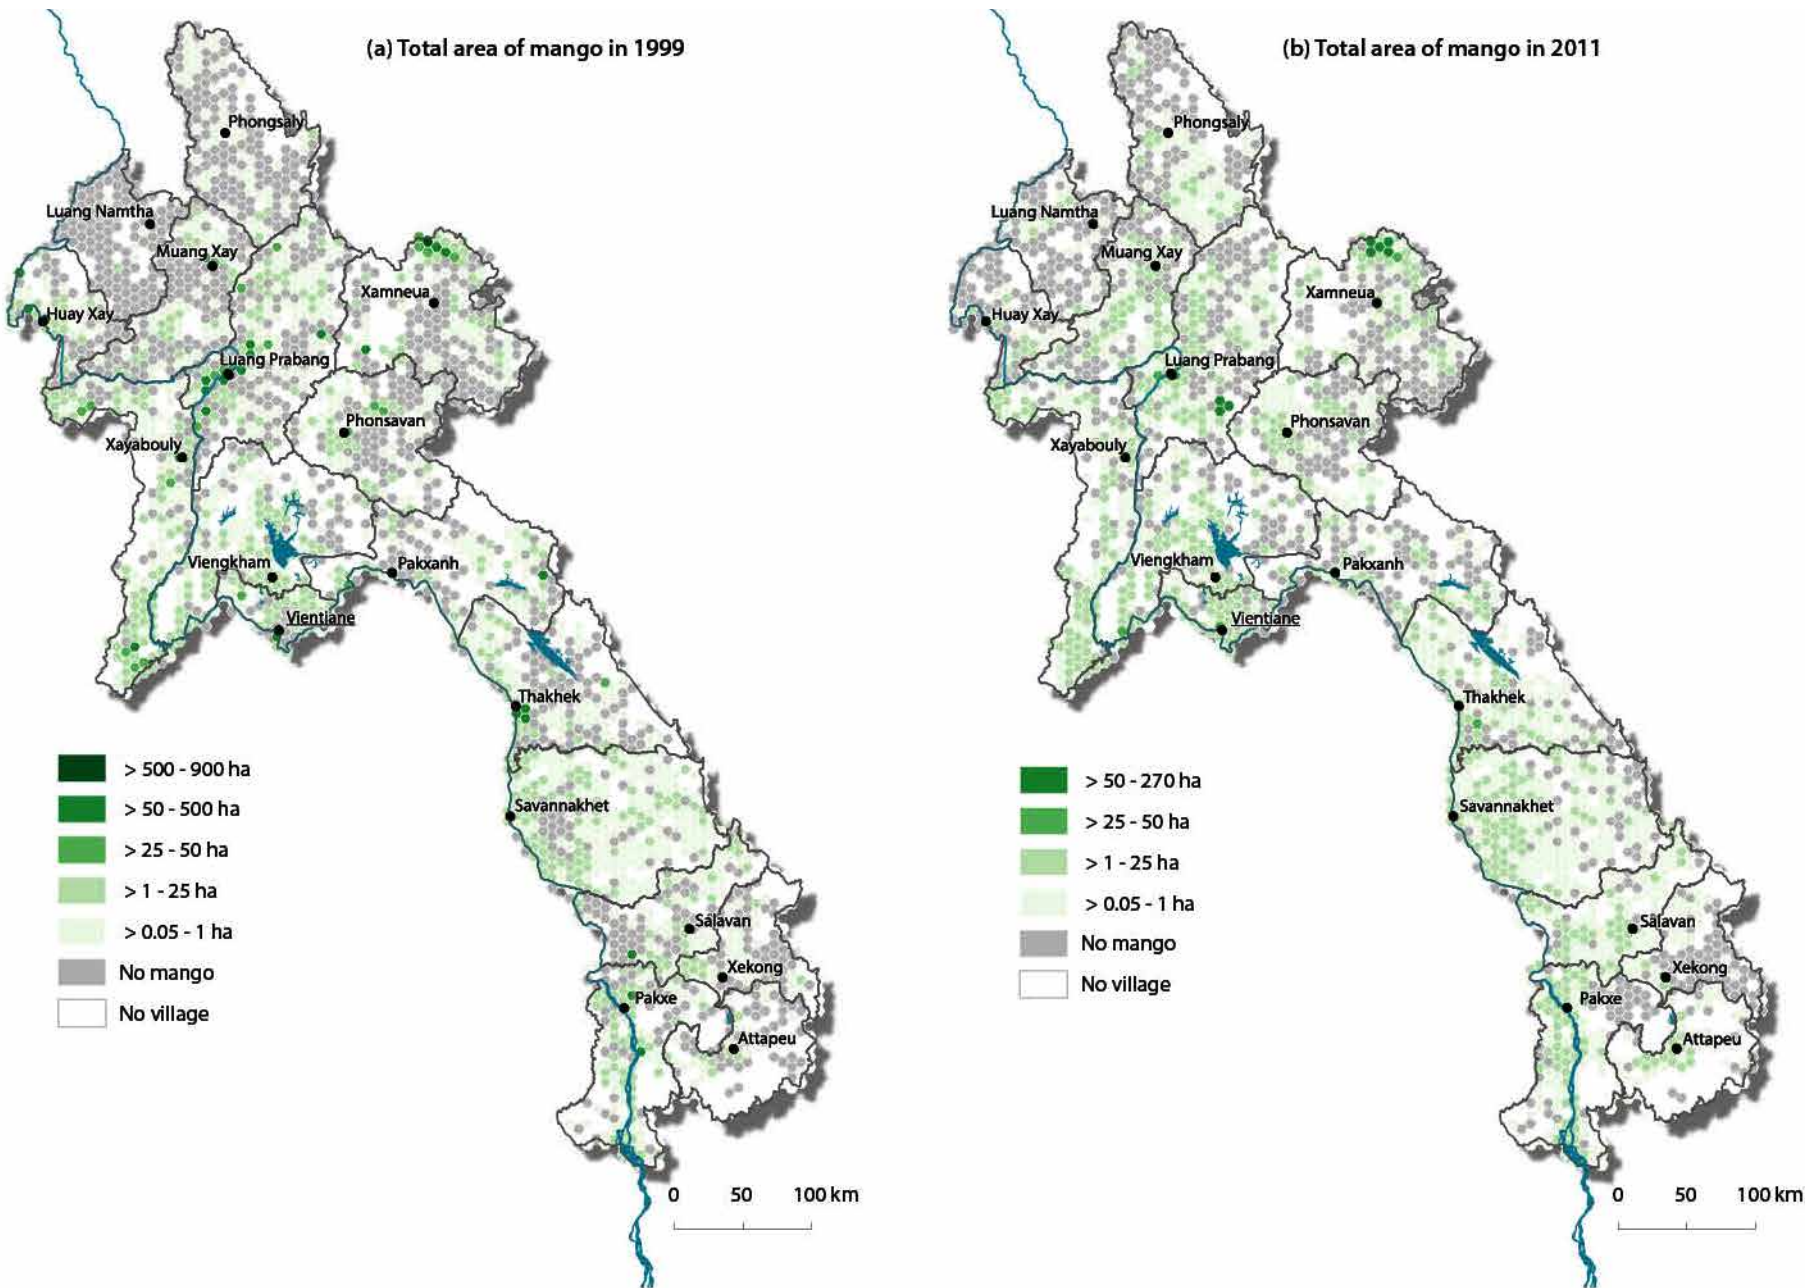 (a) Total area of mango in 1999
Phongsaly
Luang Namtha
Muang Xay
Xamneua
Huay Xay
Luang Prabang
Phonsavan
Xayabouly
Viengkham
Pakxanh
Vientiane
Thakhek
Savannakhet
Salavan
Xekong
Pakxe
Attapeu
> 500 - 900 ha
> 50 - 500 ha
> 25 - 50 ha
> 1 - 25 ha
> 0.05 - 1 ha
No mango
No village
0 50 100 km
(b) Total area of mango in 2011
Phongsaly
Luang Namtha
Muang Xay
Xamneua
Huay Xay
Luang Prabang
Phonsavan
Xayabouly
Viengkham
Pakxanh
Vientiane
Thakhek
Savannakhet
Salavan
Xekong
Pakxe
Attapeu
> 50 - 270 ha
> 25 - 50 ha
> 1 - 25 ha
> 0.05 - 1 ha
No mango
No village
0 50 100 km